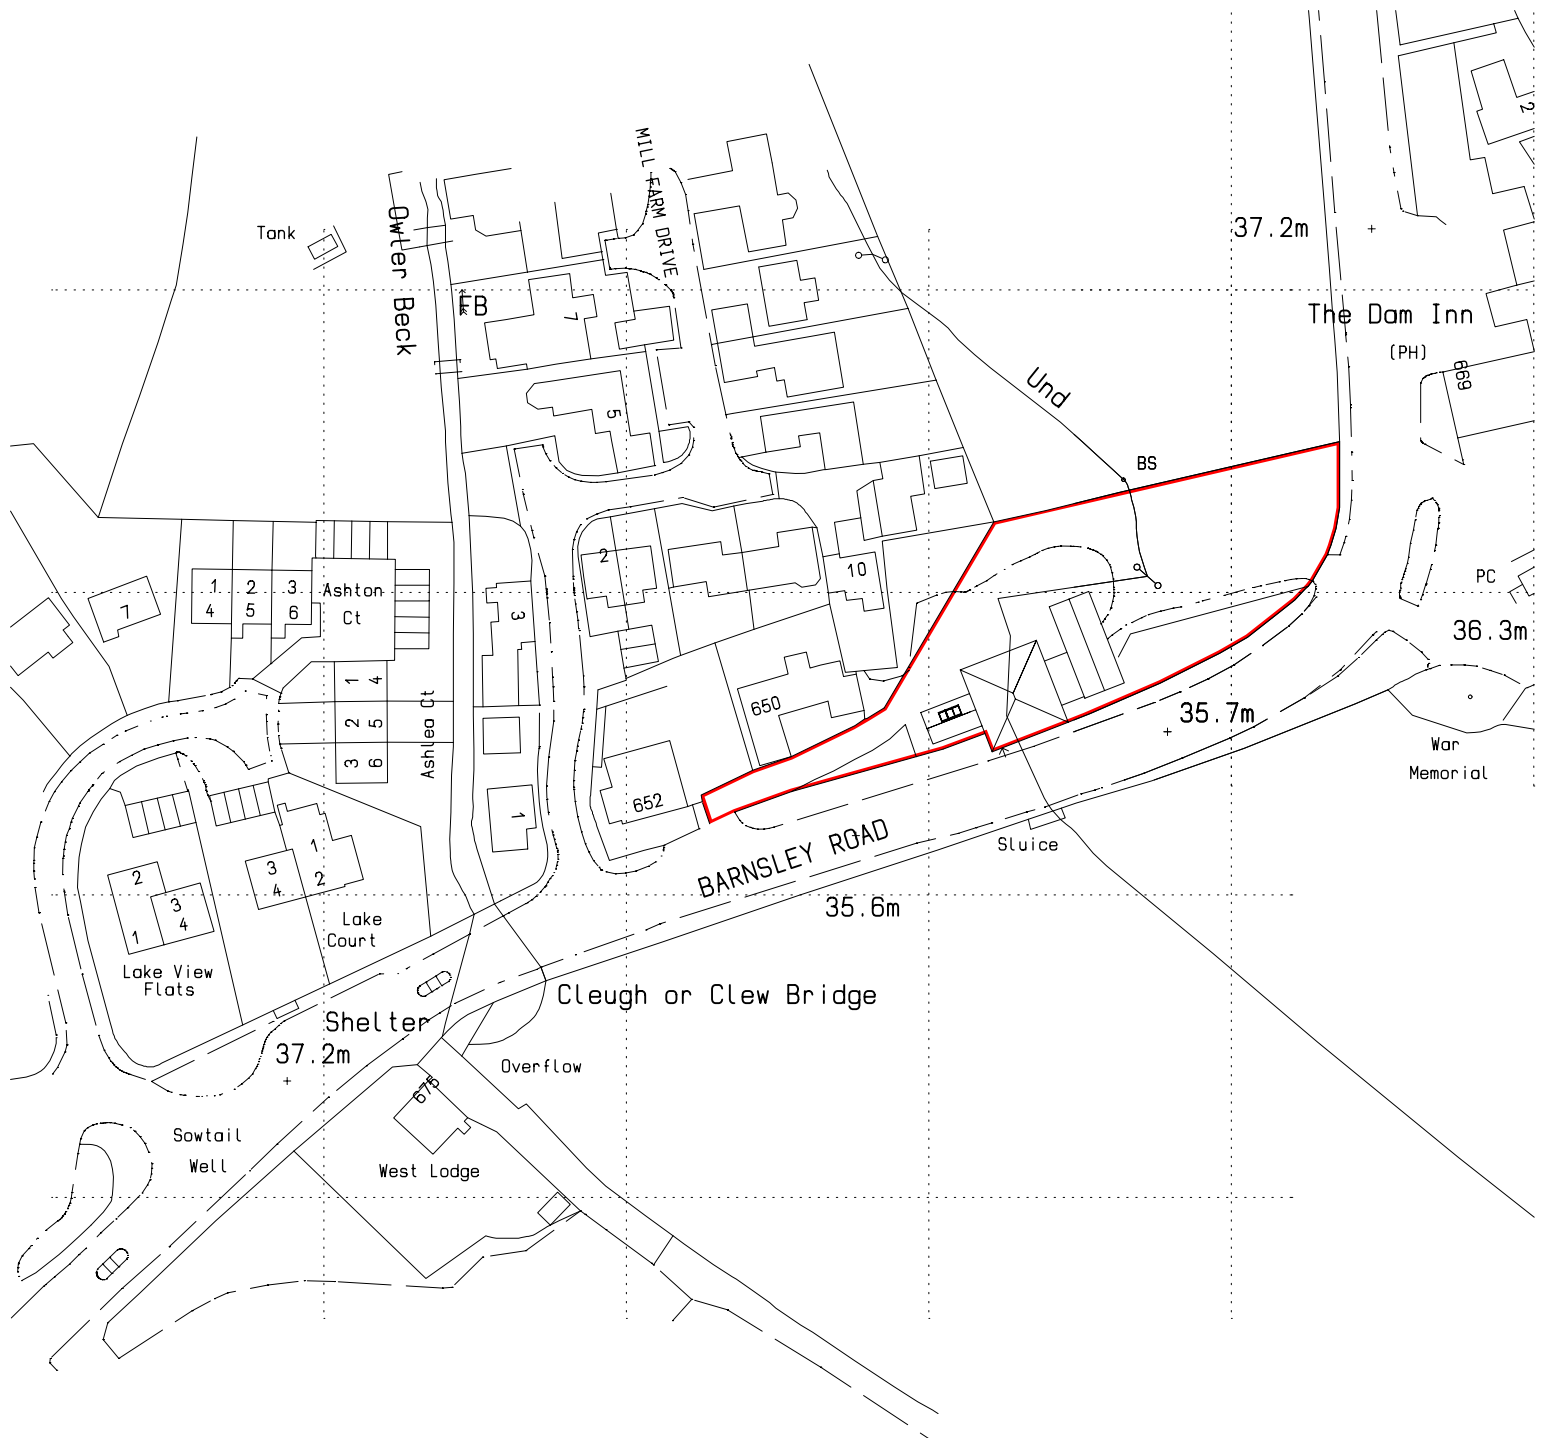 MILL FARM DRIVE
Tank
Owler Beck
FB
7
5
37.2m
2
The Dam Inn
(PH)
669
Und
BS
PC
36.3m
35.7m
War
Memorial
7
1 2 3
4 5 6
Ashton
Ct
1 4
2 5
3 6
Ashlea Ct
3
1
2
10
650
652
BARNSLEY ROAD
35.6m
Sluice
2
3
4
1
Lake View
Flats
3
4
1
2
Lake
Court
Shelter
37.2m
Cleugh or Clew Bridge
Overflow
675
West Lodge
Sowtail
Well